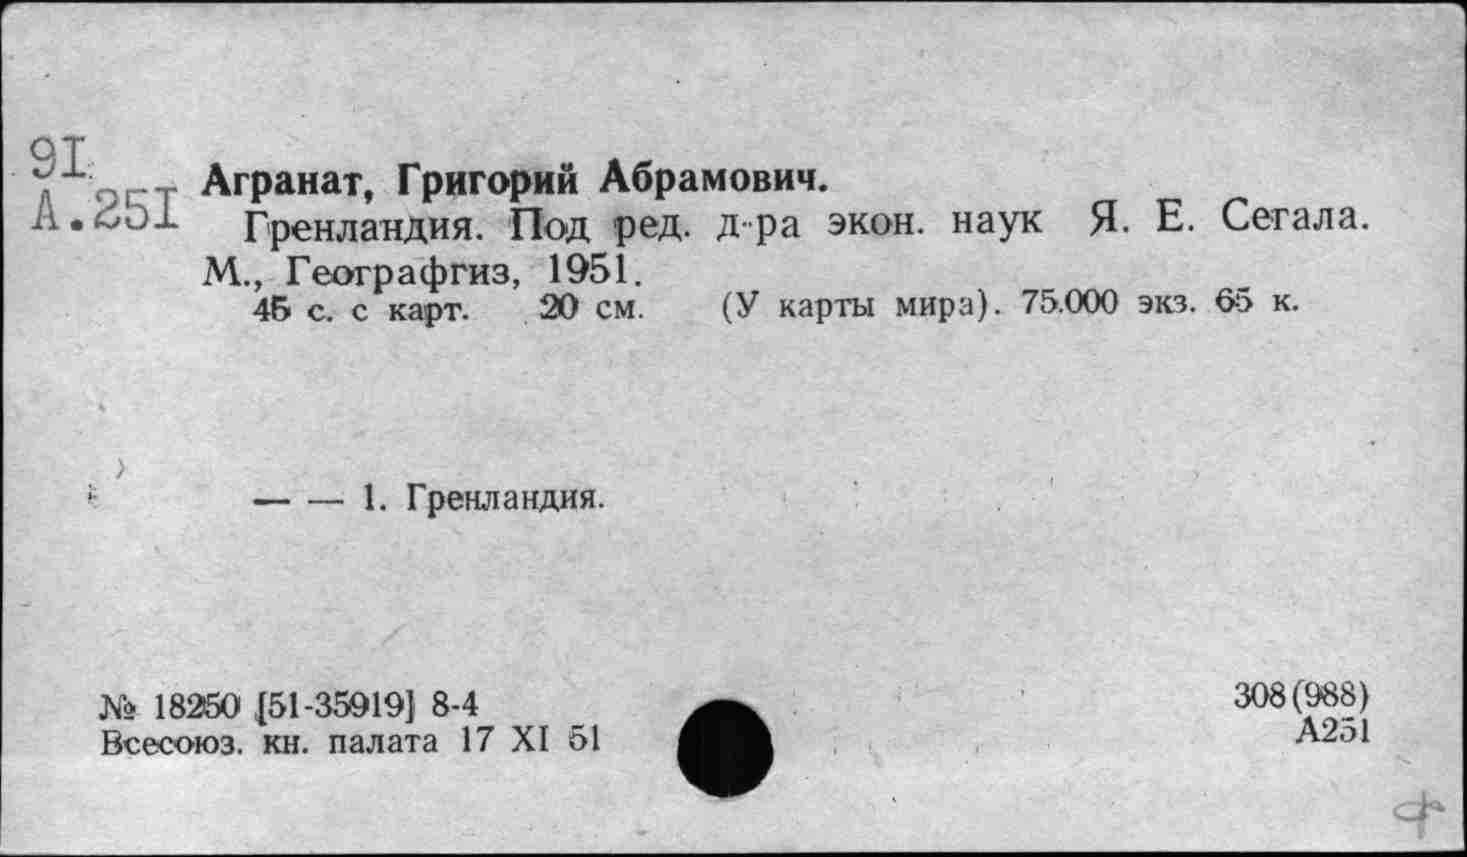 91
А.251
Агранат, Григорий Абрамович.
Гренландия. Под ред. д-ра экон. наук Я. Е. Сегала.
М., Географгиз, 1951.
45 с. с карт. 20 см. (У карты мира). 75.000 экз. 65 к.
— — 1. Гренландия.
№ 18250 [51-35919] 8-4
Всесоюз. кн. палата 17 XI 51
308(988)
А251
ф